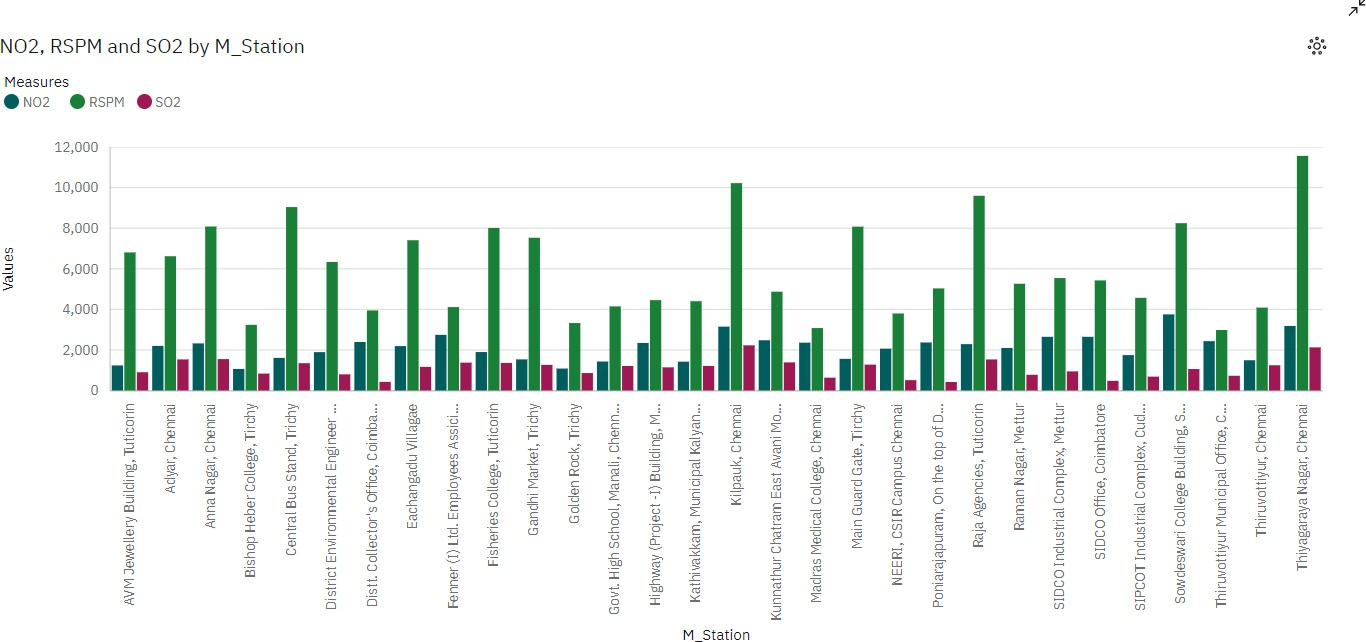 NO2, RSPM and SO2 by M_Station
Measures
NO2 RSPM SO2
Values
12,000
10,000
8,000
6,000
4,000
2,000
0
AVM Jewellery Building, Tuticorin
Adyar, Chennai
Anna Nagar, Chennai
Bishop Heber College, Tirchy
Central Bus Stand, Trichy
District Environmental Engineer ...
Distt. Collector's Office, Coimba...
Eachangadu Villagae
Fenner (I) Ltd. Employees Assici...
Fisheries College, Tuticorin
Gandhi Market, Trichy
Golden Rock, Trichy
Govt. High School, Manali, Chenn...
Highway (Project -I) Building, M...
Kathivakkam, Municipal Kalyan...
Kilpauk, Chennai
Kunnathur Chatram East Avani Mo...
Madras Medical College, Chennai
Main Guard Gate, Tirchy
NEERI, CSIR Campus Chennai
Poniarajapuram, On the top of D...
Raja Agencies, Tuticorin
Raman Nagar, Mettur
SIDCO Industrial Complex, Mettur
SIDCO Office, Coimbatore
SIPCOT Industrial Complex, Cud...
Sowdeswari College Building, S...
Thiruvottiyur Municipal Office, C...
Thiruvottiyur, Chennai
Thiyagaraya Nagar, Chennai
M_Station